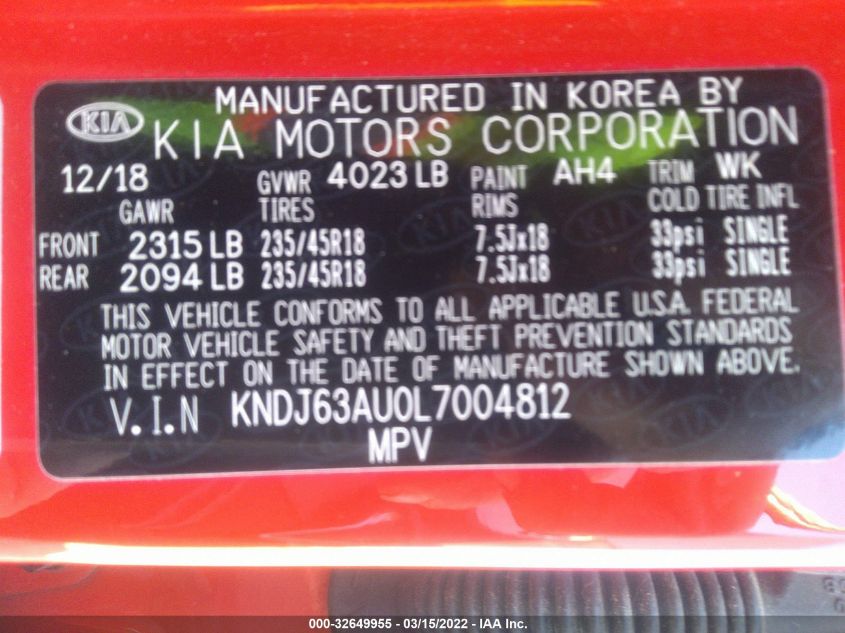 MANUFACTURED IN KOREA BY
KIA KIA MOTORS CORPORATION
12/18 GVWR 4023 LB PAINT AH4 TRIM WK
GAWR TIRES RIMS COLD TIRE INFL
FRONT 2315 LB 235/45R18 7.5Jx18 33psi SINGLE
REAR 2094 LB 235/45R18 7.5Jx18 33psi SINGLE
THIS VEHICLE CONFORMS TO ALL APPLICABLE U.S.A. FEDERAL
MOTOR VEHICLE SAFETY AND THEFT PREVENTION STANDARDS
IN EFFECT ON THE DATE OF MANUFACTURE SHOWN ABOVE.
V.I.N KNDJ63AU0L7004812
MPV
000-32649955 - 03/15/2022 - IAA Inc.